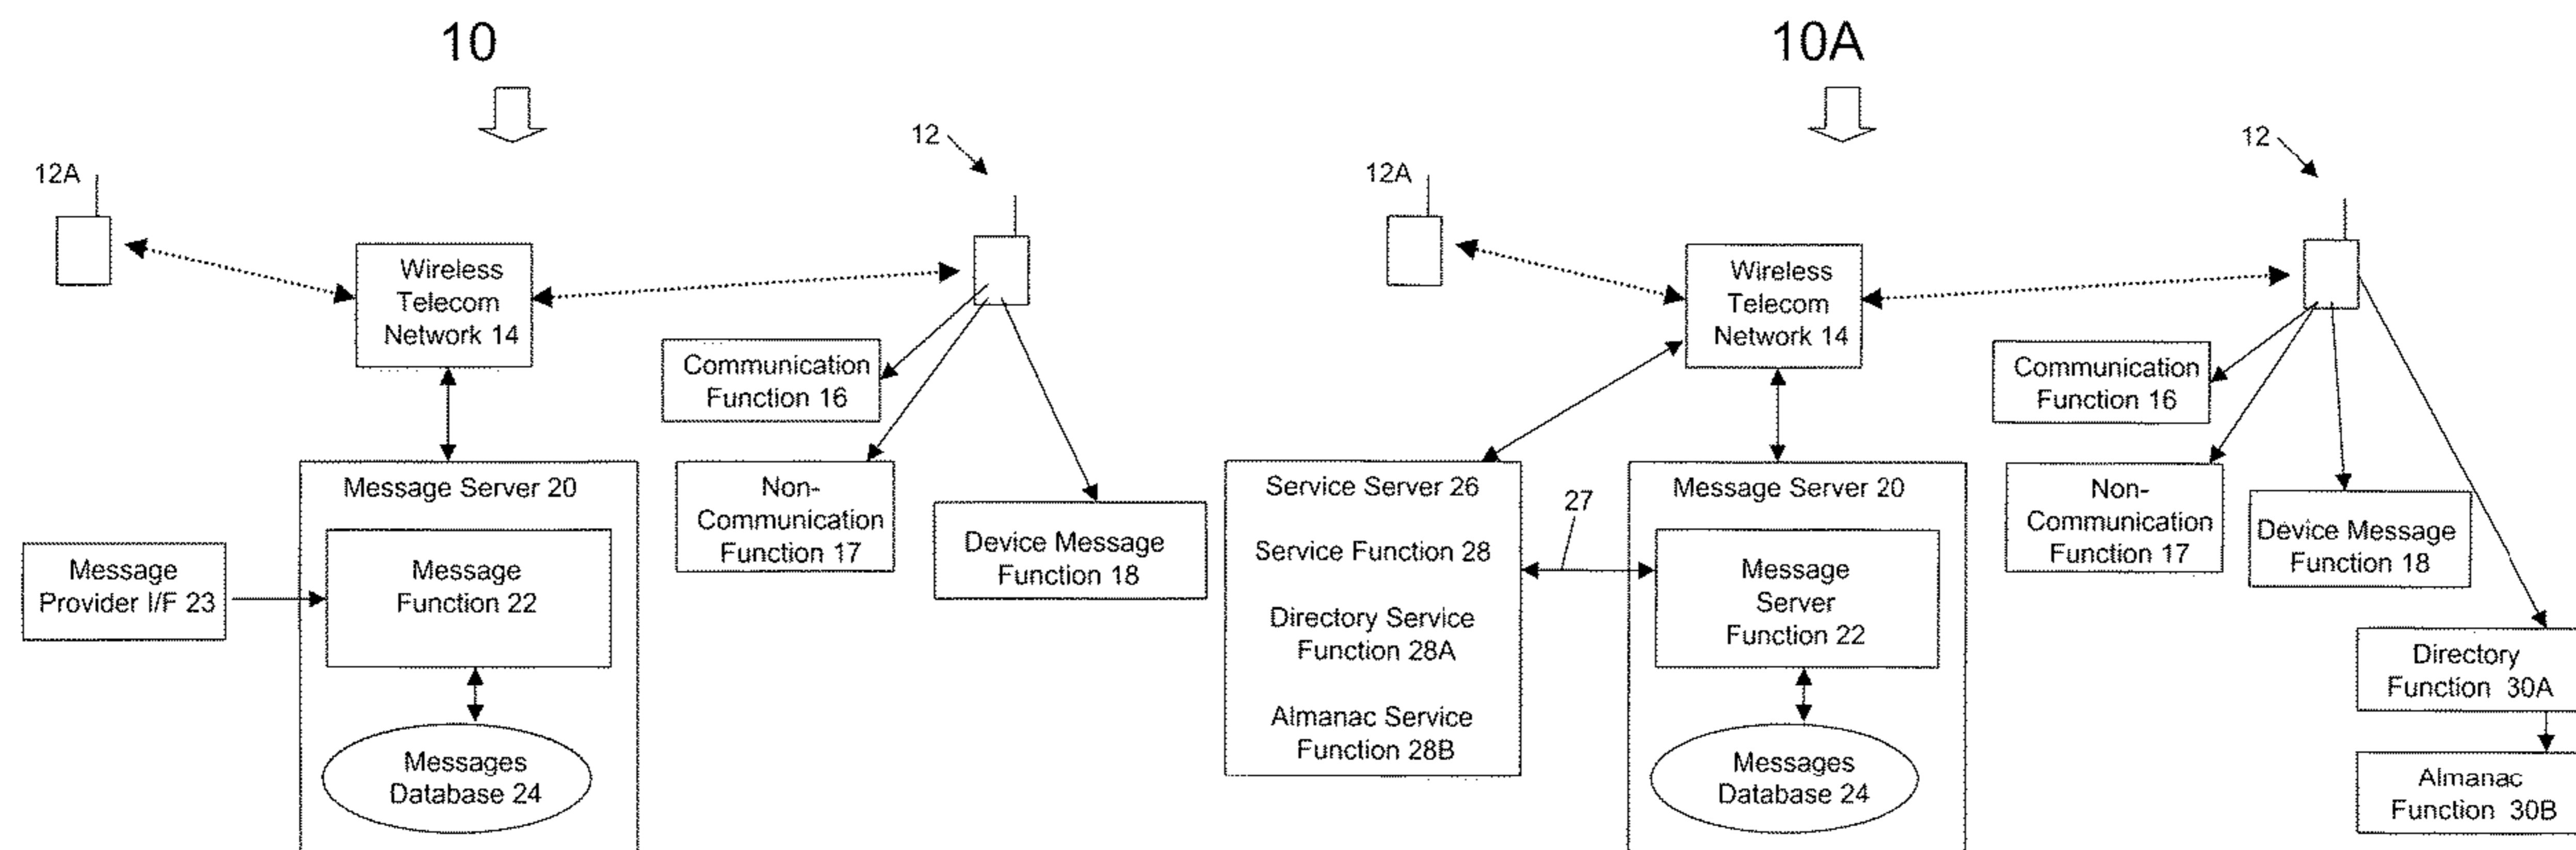 10
12A
12
Wireless
Telecom
Network 14
Communication
Function 16
Non-
Communication
Function 17
Device Message
Function 18
Message Server 20
Message
Provider I/F 23
Message
Function 22
Messages
Database 24
10A
12A
12
Wireless
Telecom
Network 14
Communication
Function 16
Non-
Communication
Function 17
Device Message
Function 18
Directory
Function 30A
Almanac
Function 30B
Service Server 26
Service Function 28
Directory Service
Function 28A
Almanac Service
Function 28B
27
Message Server 20
Message
Server
Function 22
Messages
Database 24